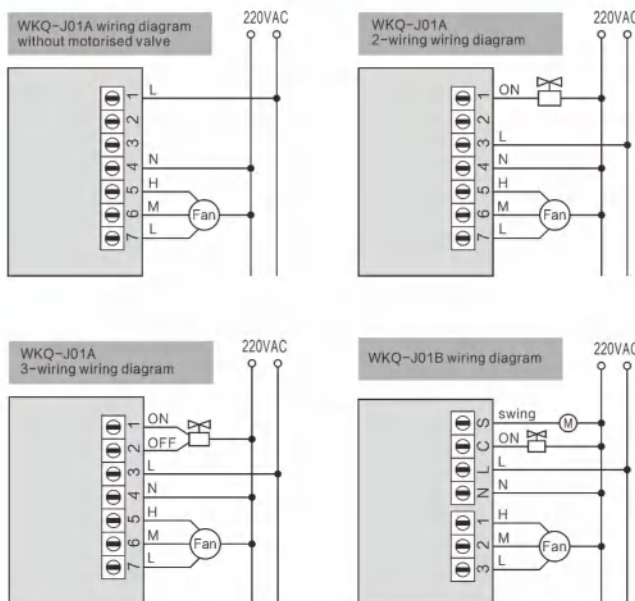 WKQ-J01A wiring diagram
without motorised valve
220VAC
1
L
2
3
4
N
5
H
6
M
Fan
7
L
WKQ-J01A
2-wiring wiring diagram
220VAC
1
ON
2
3
L
4
N
5
H
6
M
Fan
7
L
WKQ-J01A
3-wiring wiring diagram
220VAC
1
ON
2
OFF
3
L
4
N
5
H
6
M
Fan
7
L
WKQ-J01B wiring diagram
220VAC
S
swing
M
C
ON
L
L
N
N
1
H
2
M
Fan
3
L